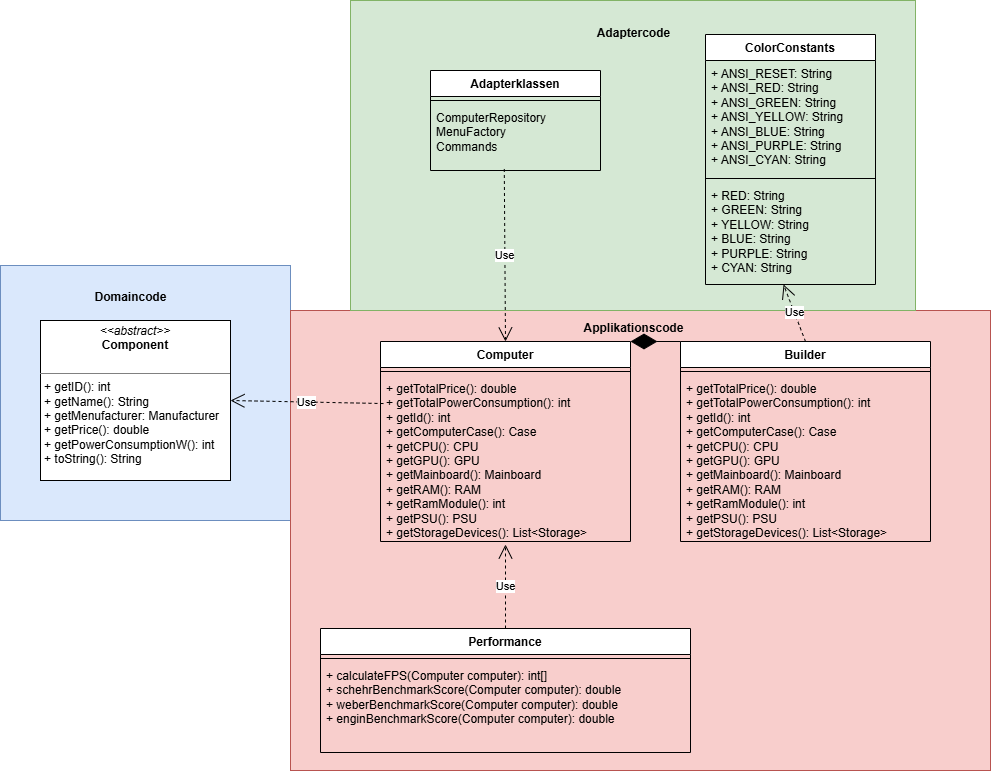 Adaptercode
ColorConstants
+ ANSI_RESET: String
+ ANSI_RED: String
+ ANSI_GREEN: String
+ ANSI_YELLOW: String
+ ANSI_BLUE: String
+ ANSI_PURPLE: String
+ ANSI_CYAN: String
+ RED: String
+ GREEN: String
+ YELLOW: String
+ BLUE: String
+ PURPLE: String
+ CYAN: String
Adapterklassen
ComputerRepository
MenuFactory
Commands
Use
Use
Domaincode
<<abstract>>
Component
+ getID(): int
+ getName(): String
+ getMenufacturer: Manufacturer
+ getPrice(): double
+ getPowerConsumptionW(): int
+ toString(): String
Use
Applikationscode
Computer
+ getTotalPrice(): double
+ getTotalPowerConsumption(): int
+ getId(): int
+ getComputerCase(): Case
+ getCPU(): CPU
+ getGPU(): GPU
+ getMainboard(): Mainboard
+ getRAM(): RAM
+ getRamModule(): int
+ getPSU(): PSU
+ getStorageDevices(): List<Storage>
Builder
+ getTotalPrice(): double
+ getTotalPowerConsumption(): int
+ getId(): int
+ getComputerCase(): Case
+ getCPU(): CPU
+ getGPU(): GPU
+ getMainboard(): Mainboard
+ getRAM(): RAM
+ getRamModule(): int
+ getPSU(): PSU
+ getStorageDevices(): List<Storage>
Use
Performance
+ calculateFPS(Computer computer): int[]
+ schehrBenchmarkScore(Computer computer): double
+ weberBenchmarkScore(Computer computer): double
+ enginBenchmarkScore(Computer computer): double